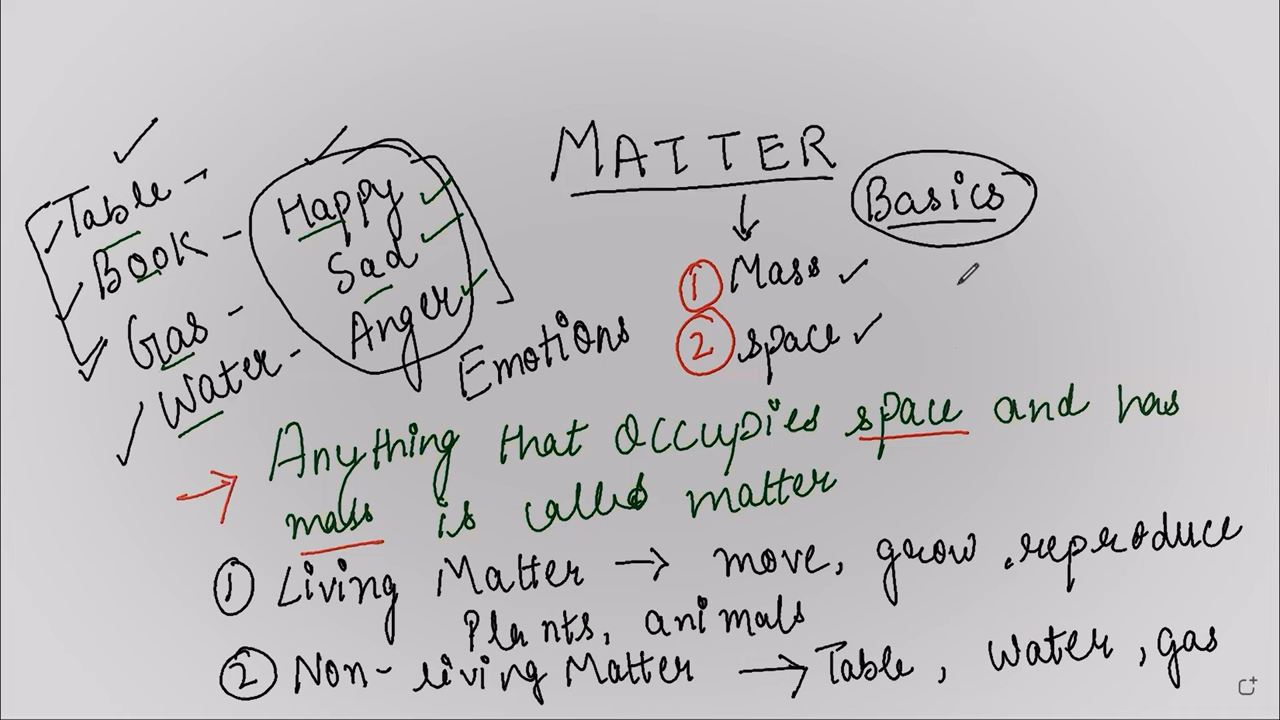 MATTER
Basics
Table -
Book -
Gas -
Water -
Happy
Sad
Anger
Emotions
① Mass ✓
② space ✓
→ Anything that occupies space and has
mass is called matter
① Living Matter → move, grow, reproduce
Plants, animals
② Non-living Matter → Table, Water, gas